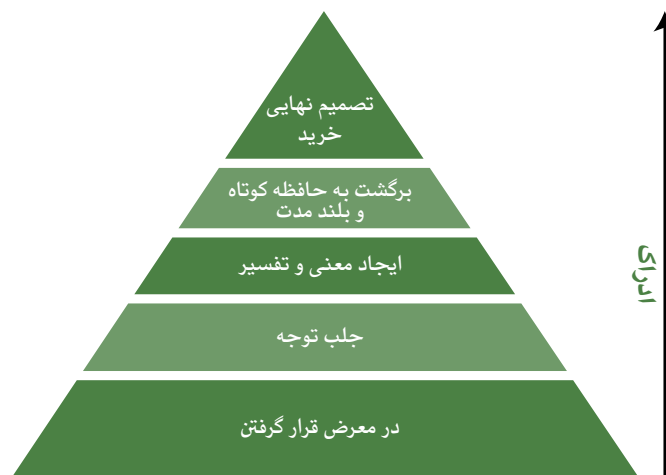 تصمیم نهایی
خرید
برگشت به حافظه کوتاه
و بلند مدت
ایجاد معنی و تفسیر
جلب توجه
در معرض قرار گرفتن
ادراک